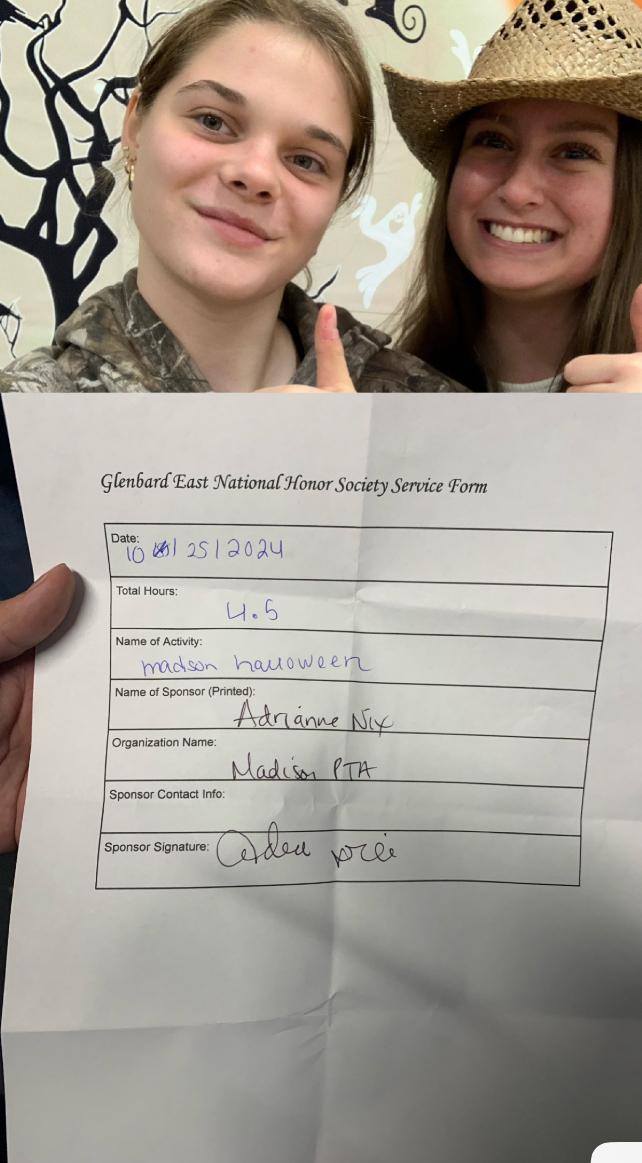 Glenbard East National Honor Society Service Form
Date:
10 / 25 / 2024
Total Hours:
4.5
Name of Activity:
madson halloween
Name of Sponsor (Printed):
Adrianne Nix
Organization Name:
Madison PTA
Sponsor Contact Info:
Sponsor Signature: